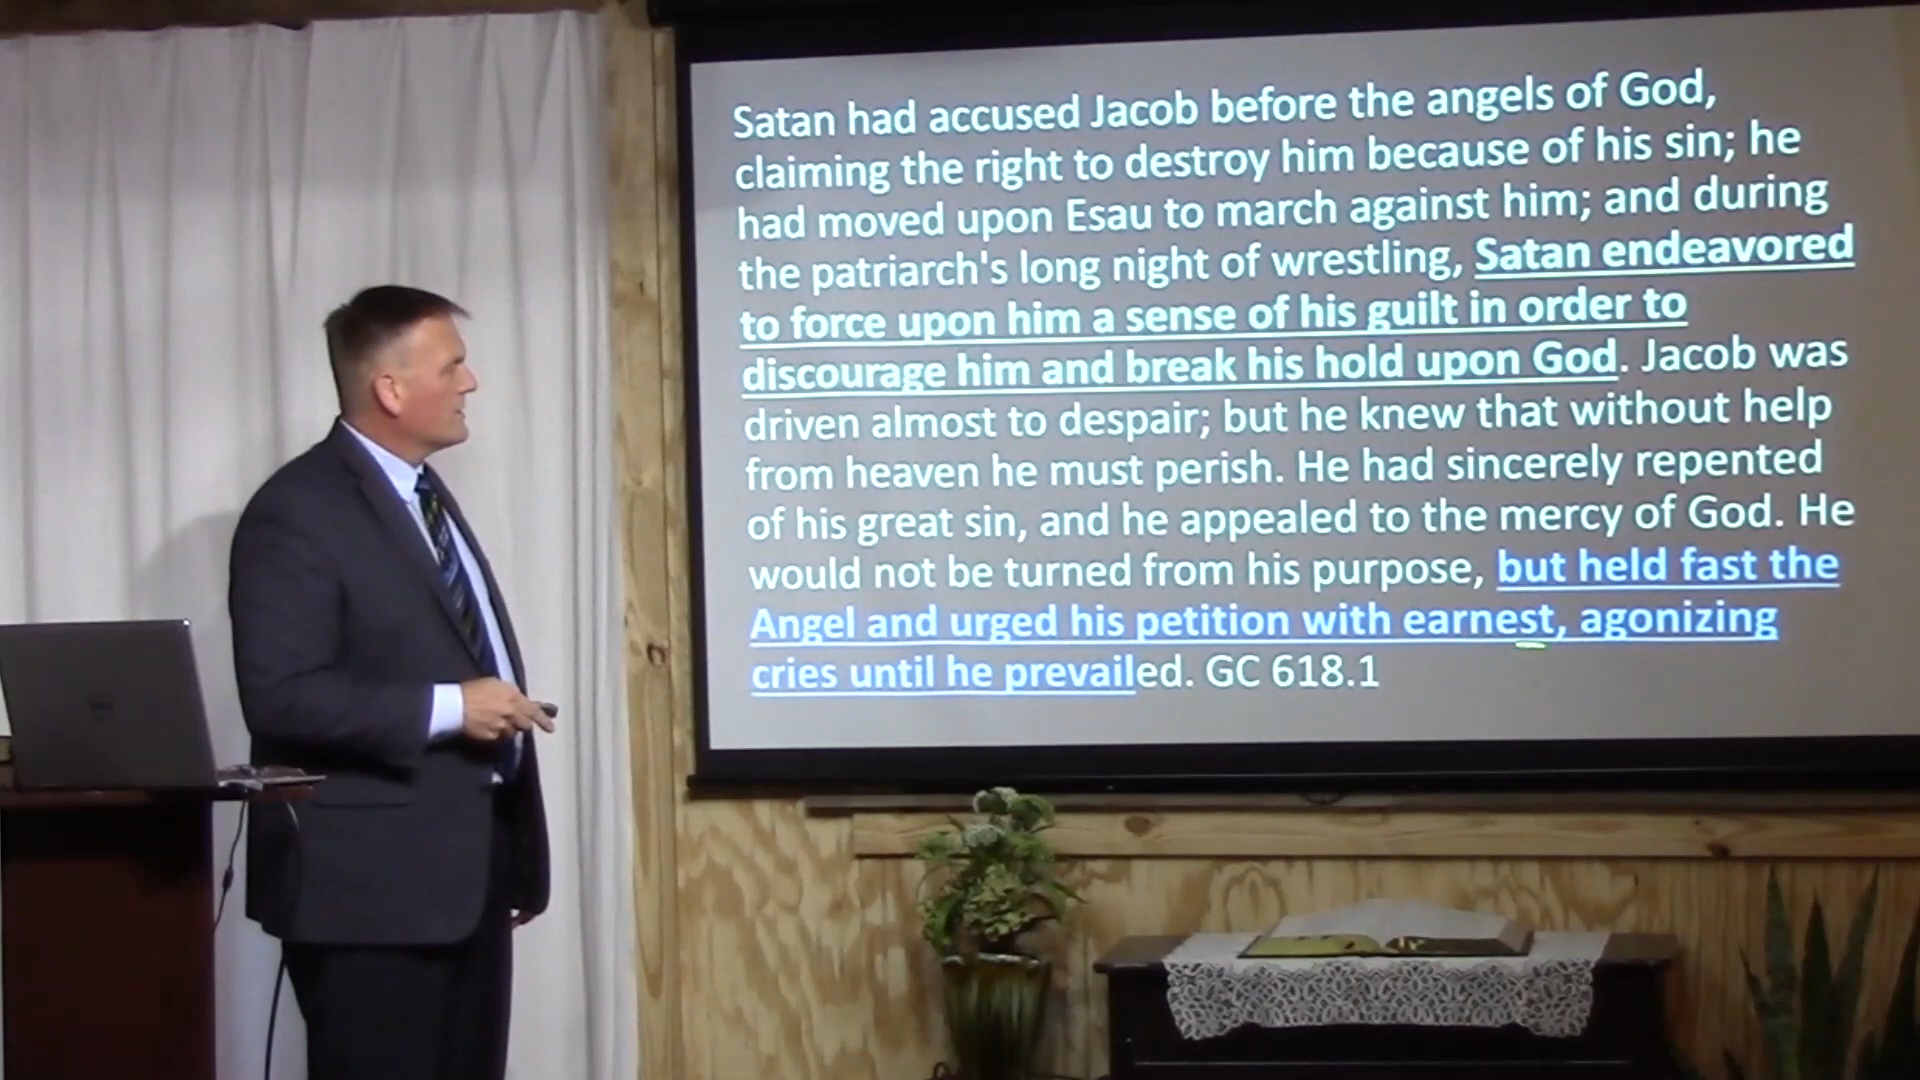 Satan had accused Jacob before the angels of God,
claiming the right to destroy him because of his sin; he
had moved upon Esau to march against him; and during
the patriarch's long night of wrestling, Satan endeavored
to force upon him a sense of his guilt in order to
discourage him and break his hold upon God. Jacob was
driven almost to despair; but he knew that without help
from heaven he must perish. He had sincerely repented
of his great sin, and he appealed to the mercy of God. He
would not be turned from his purpose, but held fast the
Angel and urged his petition with earnest, agonizing
cries until he prevailed. GC 618.1